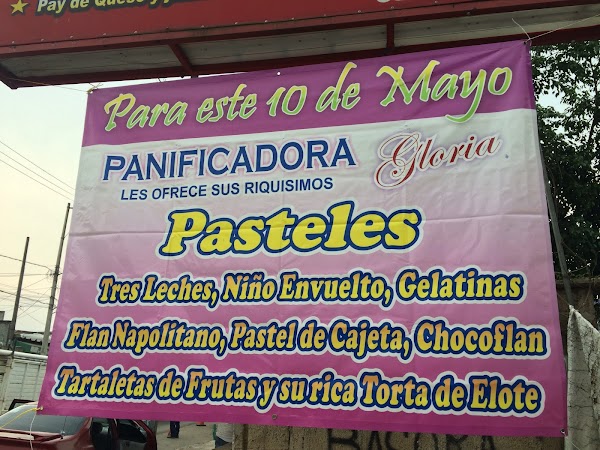 Pay de Queso y
Para este 10 de Mayo
PANIFICADORA Gloria
LES OFRECE SUS RIQUISIMOS
Pasteles
Tres Leches, Niño Envuelto, Gelatinas
Flan Napolitano, Pastel de Cajeta, Chocoflan
Tartaletas de Frutas y su rica Torta de Elote